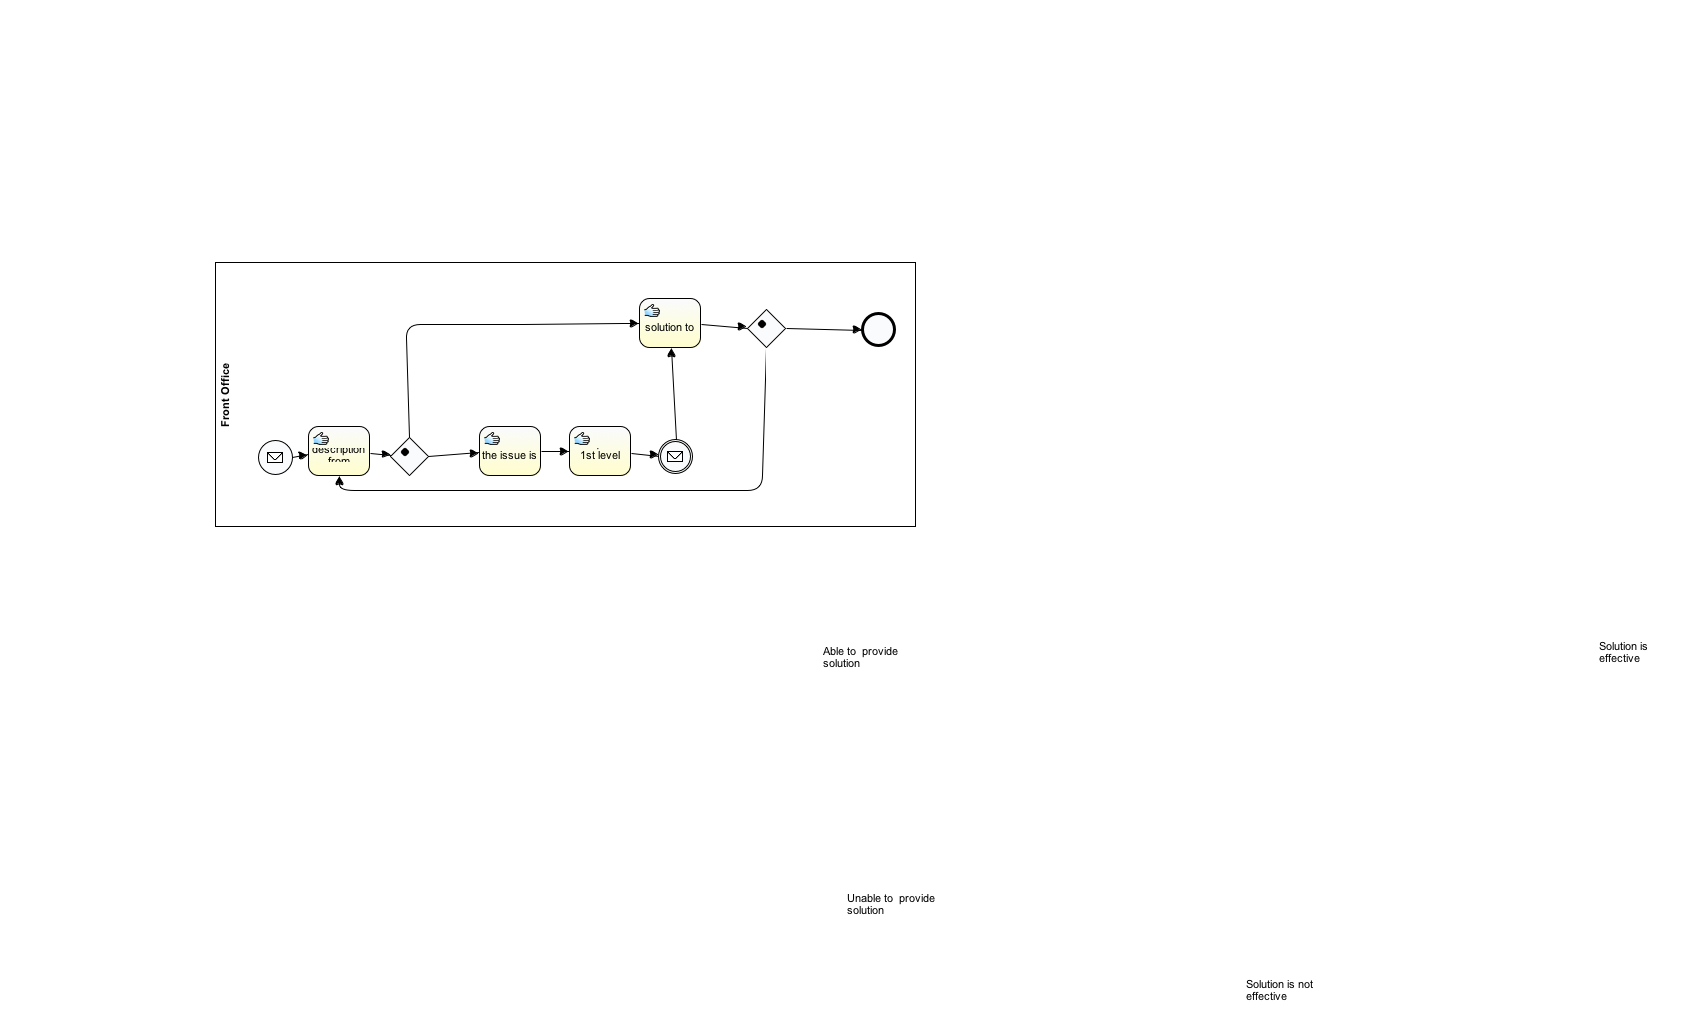 Front Office
solution to
description
from
the issue is
1st level
Able to  provide
solution
Solution is
effective
Unable to  provide
solution
Solution is not
effective